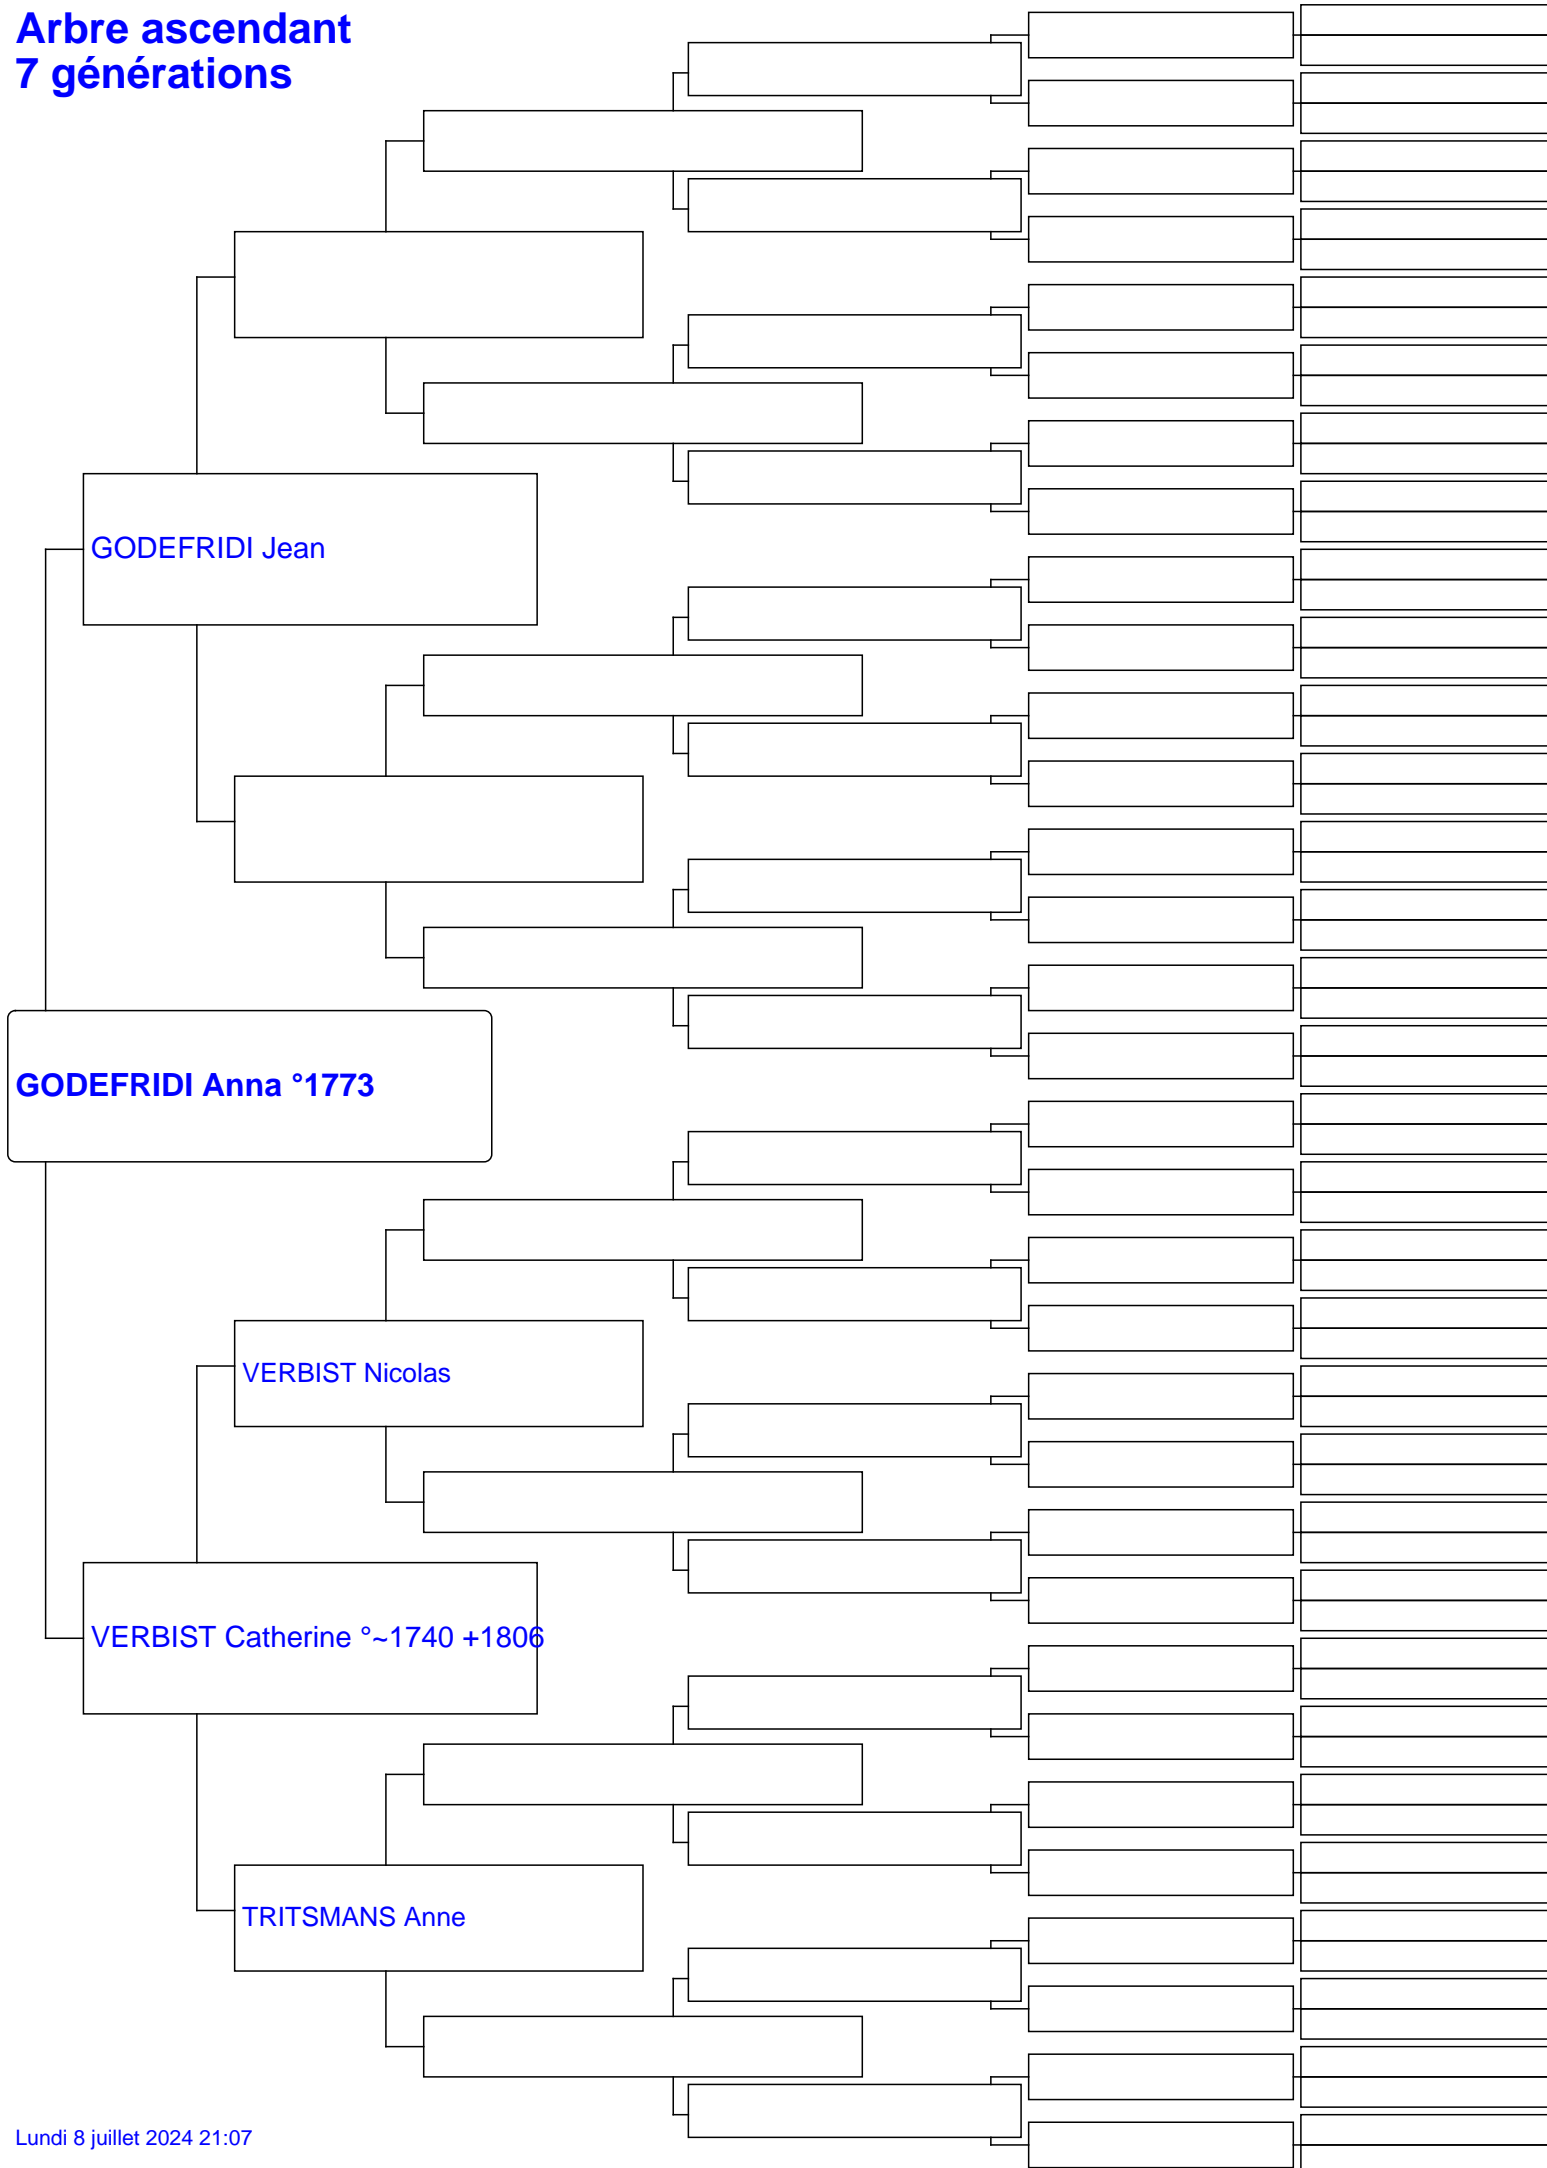 Arbre ascendant
7 générations
GODEFRIDI Jean
GODEFRIDI Anna °1773
VERBIST Nicolas
VERBIST Catherine °~1740 +1806
TRITSMANS Anne
Lundi 8 juillet 2024 21:07